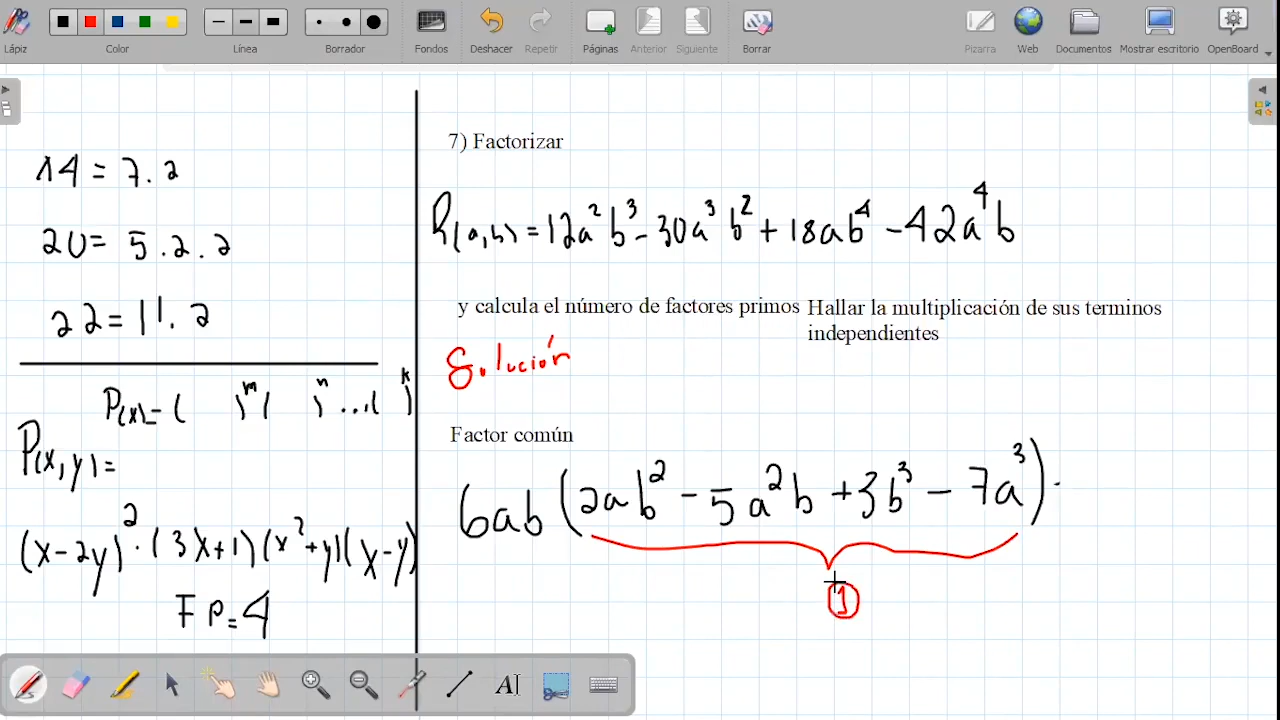 Lápiz Color Línea Borrador Fondos Deshacer Repetir Páginas Anterior Siguiente Borrar Pizarra Web Documentos Mostrar escritorio OpenBoard
14 = 7.2
20= 5.2.2
22= 11.2
P(x)=( )ᵐ( )ⁿ...( )ᵏ
P(x,y)=
(x-2y)².(3x+1)(x²+y)(x-y)
FP=4
7) Factorizar
R(a,b)=12a²b³-30a³b²+18ab⁴-42a⁴b
y calcula el número de factores primos
Hallar la multiplicación de sus terminos
independientes
Solución
Factor común
6ab(2ab²-5a²b+3b³-7a³).
1
AI